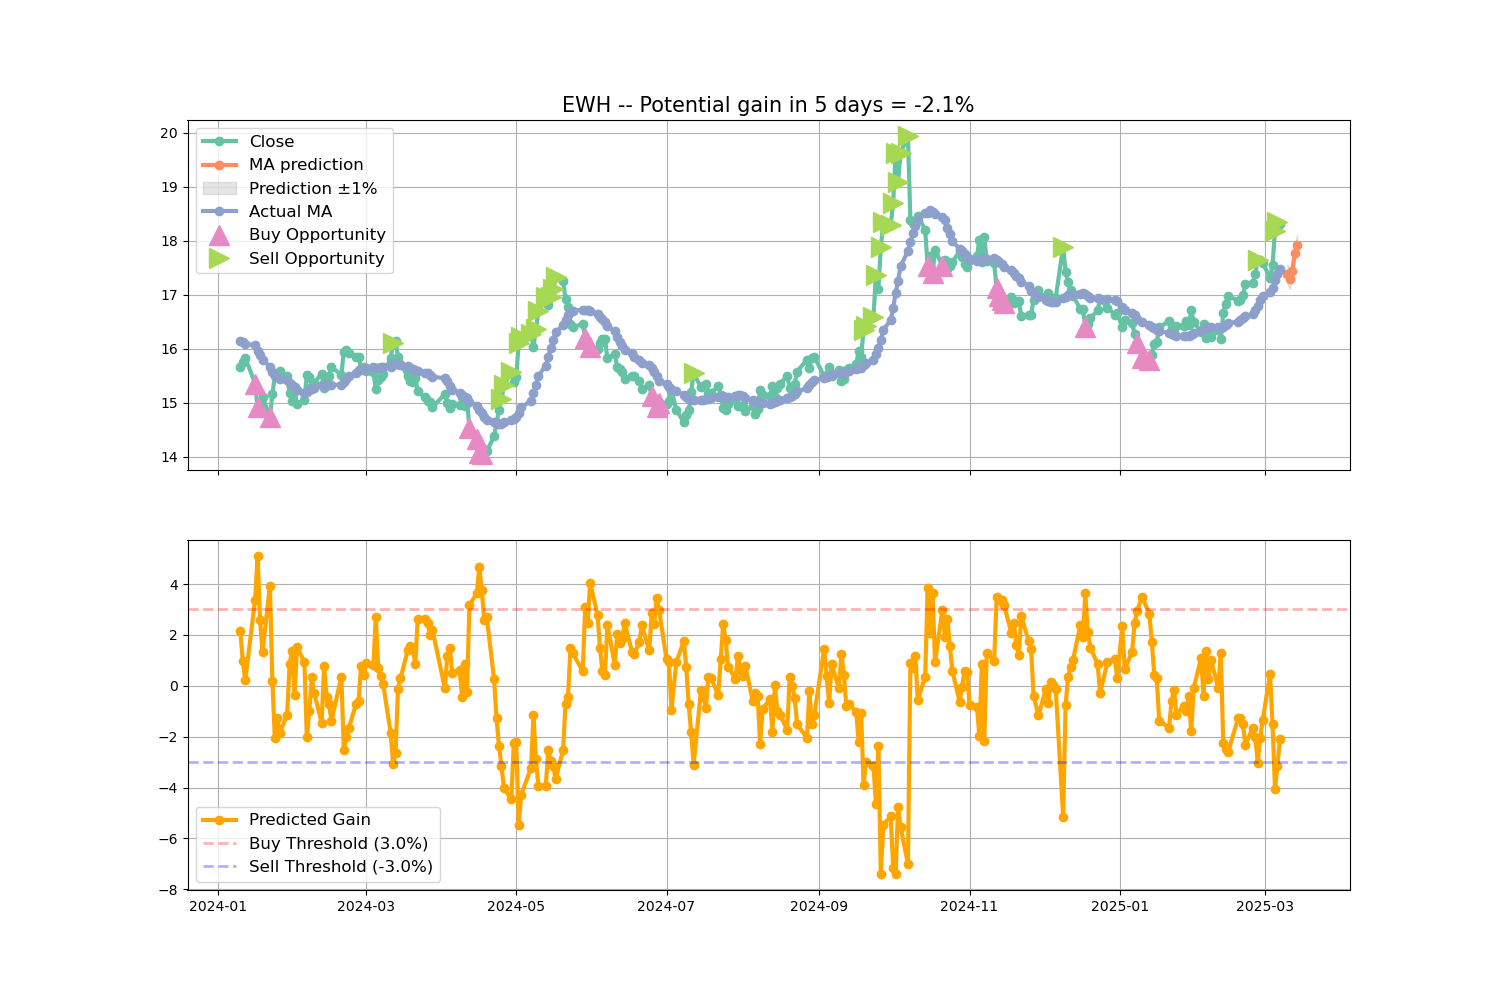 EWH -- Potential gain in 5 days = -2.1%
20
19
18
17
16
15
14
Close
MA prediction
Prediction ±1%
Actual MA
Buy Opportunity
Sell Opportunity
4
2
0
−2
−4
−6
−8
Predicted Gain
Buy Threshold (3.0%)
Sell Threshold (-3.0%)
2024-01
2024-03
2024-05
2024-07
2024-09
2024-11
2025-01
2025-03